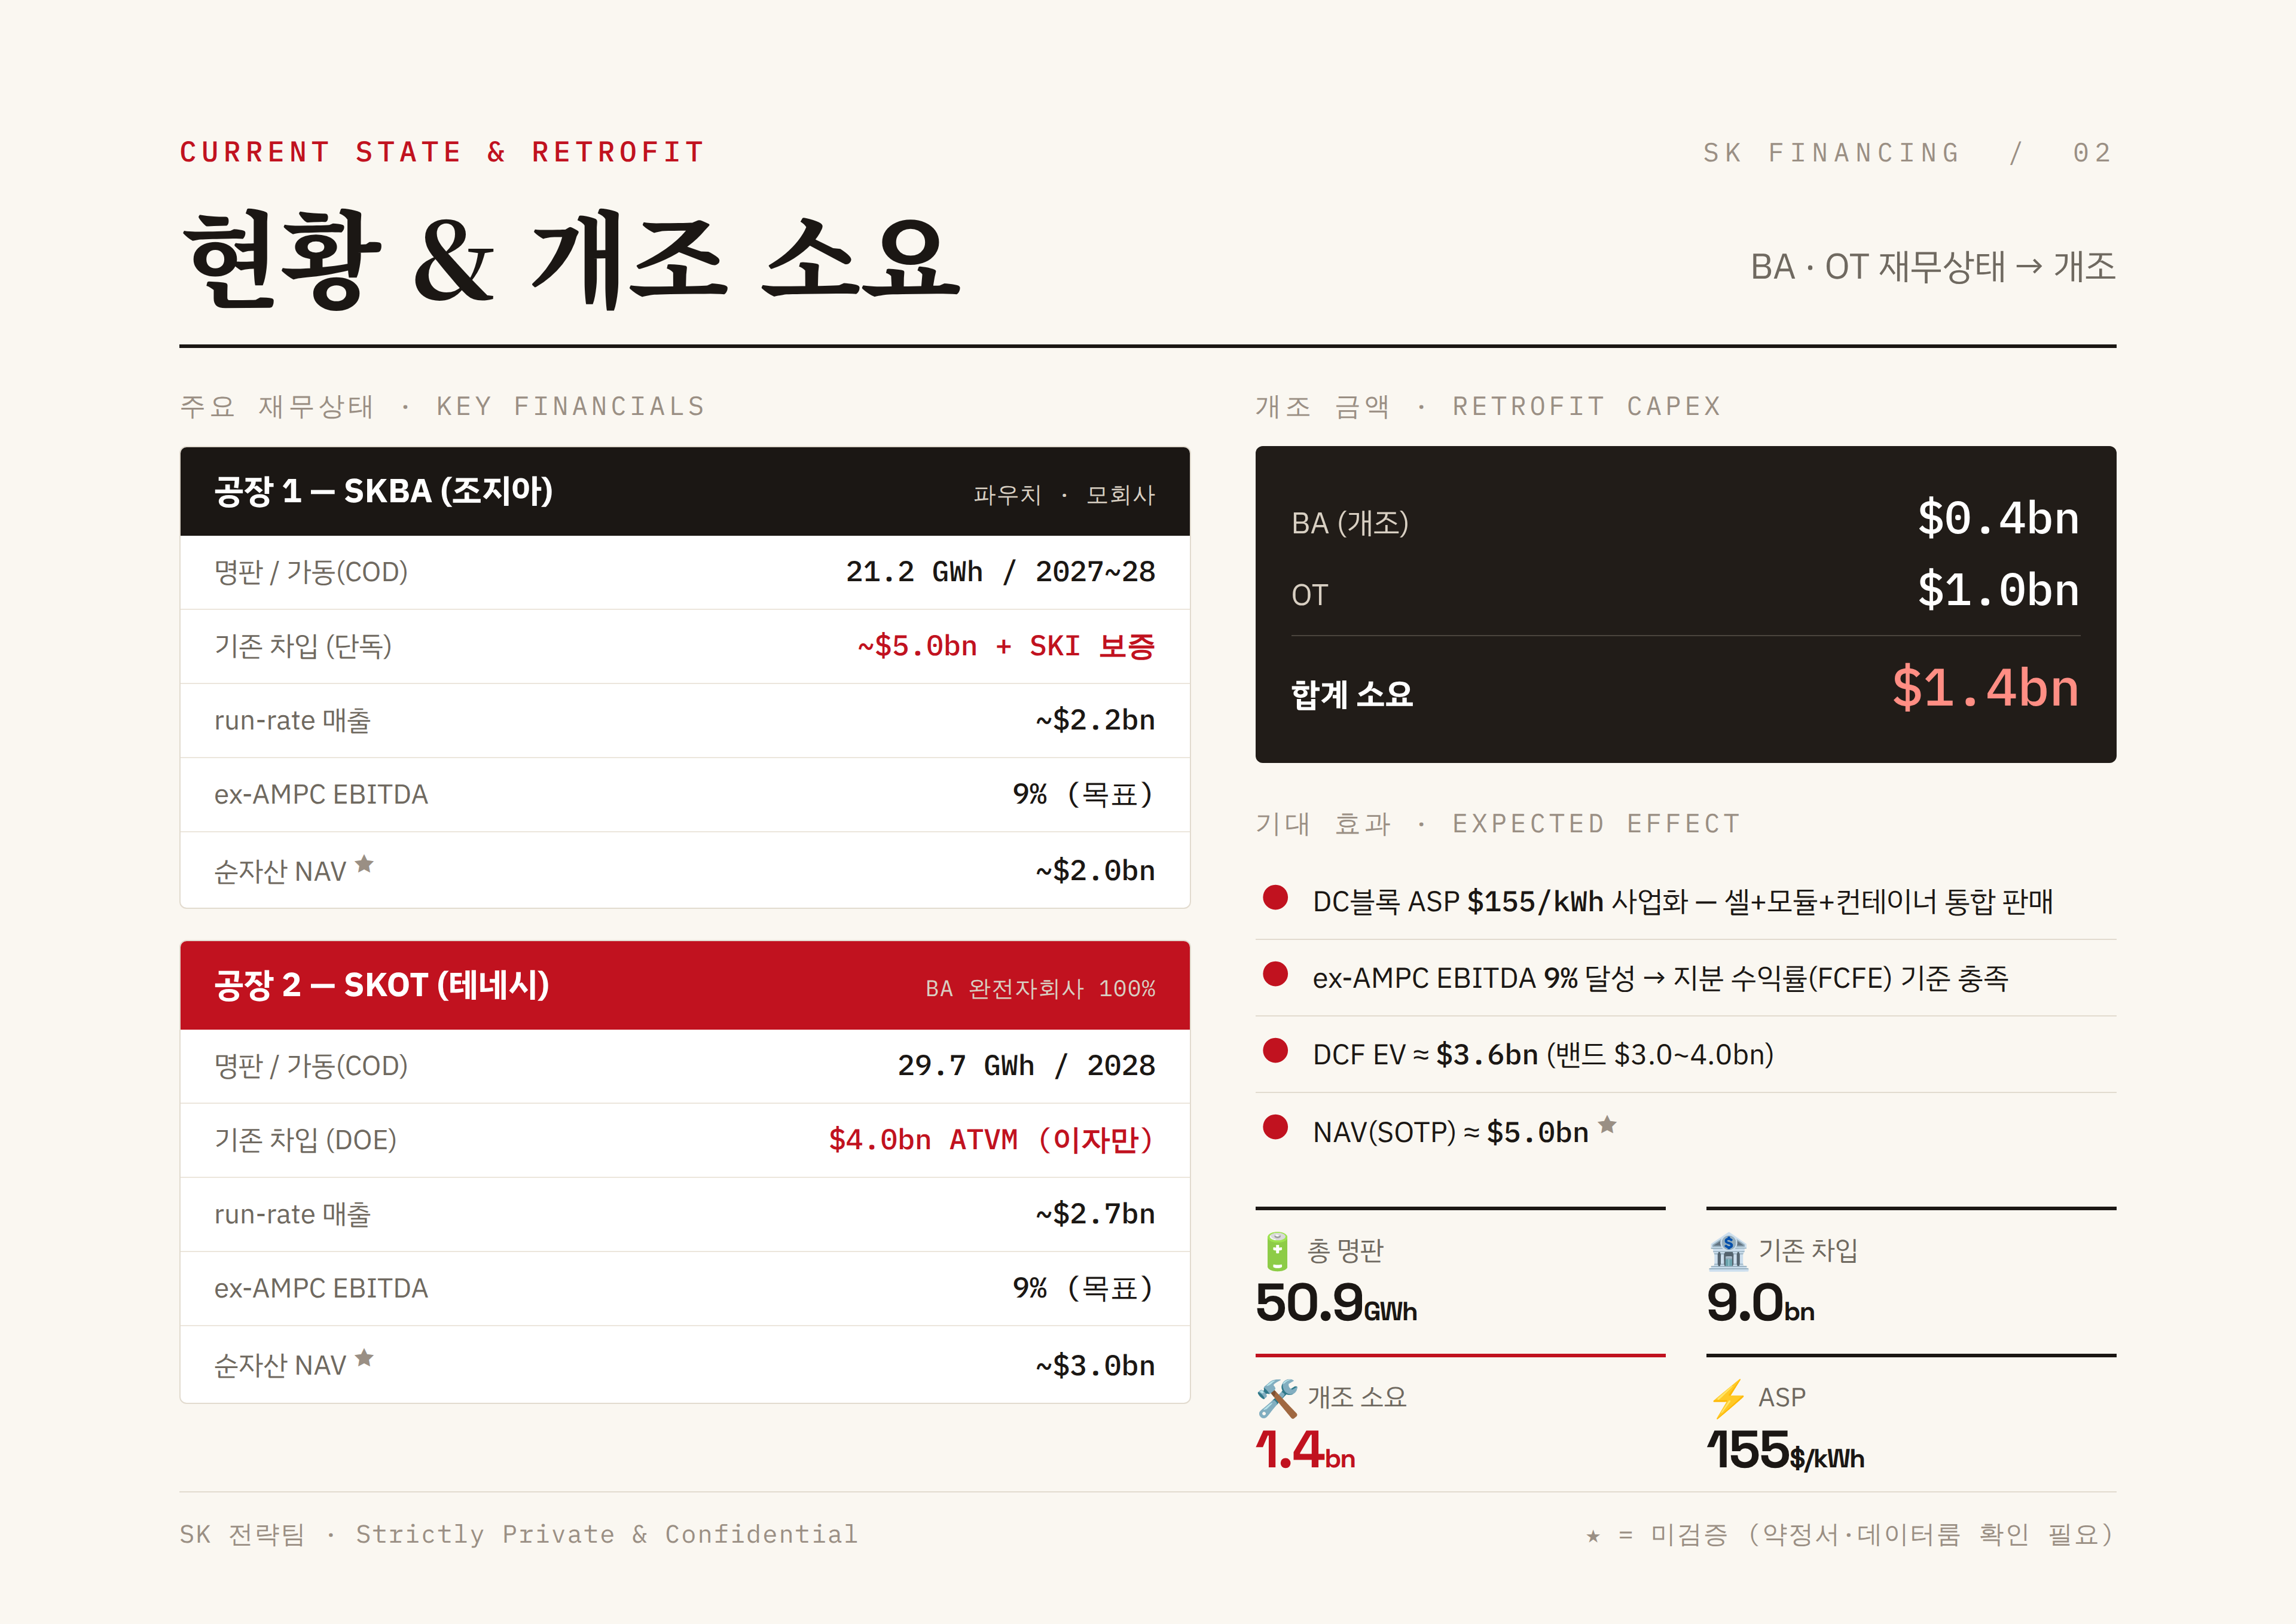 CURRENT STATE & RETROFIT
SK FINANCING / 02
현황 & 개조 소요
BA · OT 재무상태 → 개조
주요 재무상태 · KEY FINANCIALS
공장 1 — SKBA (조지아)
파우치 · 모회사
명판 / 가동(COD) 21.2 GWh / 2027~28
기존 차입 (단독) ~$5.0bn + SKI 보증
run-rate 매출 ~$2.2bn
ex-AMPC EBITDA 9% (목표)
순자산 NAV ★ ~$2.0bn
공장 2 — SKOT (테네시)
BA 완전자회사 100%
명판 / 가동(COD) 29.7 GWh / 2028
기존 차입 (DOE) $4.0bn ATVM (이자만)
run-rate 매출 ~$2.7bn
ex-AMPC EBITDA 9% (목표)
순자산 NAV ★ ~$3.0bn
개조 금액 · RETROFIT CAPEX
BA (개조) $0.4bn
OT $1.0bn
합계 소요 $1.4bn
기대 효과 · EXPECTED EFFECT
DC블록 ASP $155/kWh 사업화 — 셀+모듈+컨테이너 통합 판매
ex-AMPC EBITDA 9% 달성 → 지분 수익률(FCFE) 기준 충족
DCF EV ≈ $3.6bn (밴드 $3.0~4.0bn)
NAV(SOTP) ≈ $5.0bn ★
총 명판
50.9GWh
기존 차입
9.0bn
개조 소요
1.4bn
ASP
155$/kWh
SK 전략팀 · Strictly Private & Confidential
★ = 미검증 (약정서·데이터룸 확인 필요)